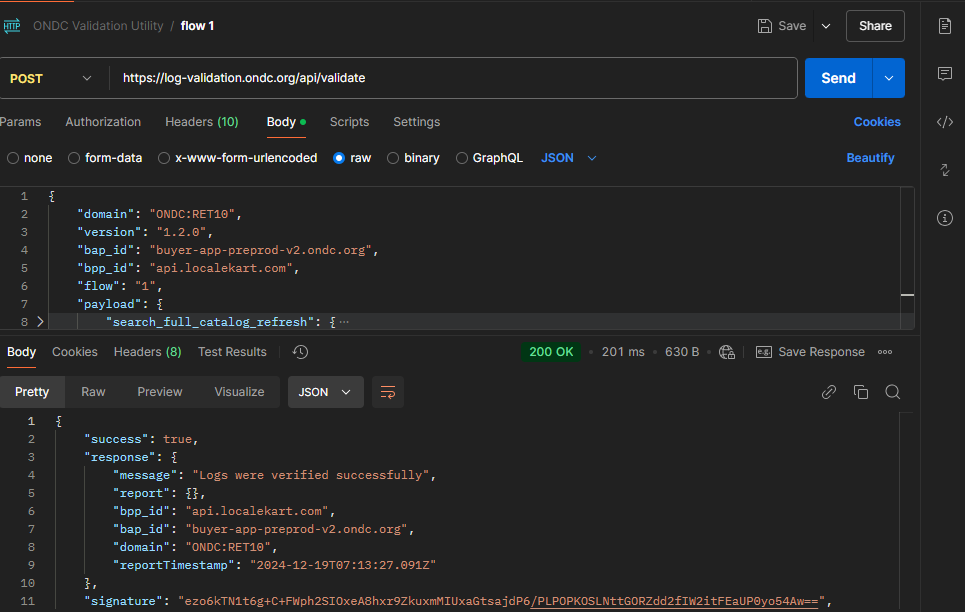 HTTP ONDC Validation Utility / flow 1 Save Share
POST https://log-validation.ondc.org/api/validate Send
Params Authorization Headers (10) Body Scripts Settings Cookies
none form-data x-www-form-urlencoded raw binary GraphQL JSON Beautify
1 {
2 "domain": "ONDC:RET10",
3 "version": "1.2.0",
4 "bap_id": "buyer-app-preprod-v2.ondc.org",
5 "bpp_id": "api.localekart.com",
6 "flow": "1",
7 "payload": {
8 "search_full_catalog_refresh": { ⋯
Body Cookies Headers (8) Test Results 200 OK • 201 ms • 630 B • e.g. Save Response
Pretty Raw Preview Visualize JSON
1 {
2 "success": true,
3 "response": {
4 "message": "Logs were verified successfully",
5 "report": {},
6 "bpp_id": "api.localekart.com",
7 "bap_id": "buyer-app-preprod-v2.ondc.org",
8 "domain": "ONDC:RET10",
9 "reportTimestamp": "2024-12-19T07:13:27.091Z"
10 },
11 "signature": "ezo6kTN1t6g+C+FWph2SIOxeA8hxr9ZkuxmMIUxaGtsajdP6/PLPOPKOSLNttGORZdd2fIW2itFEaUP0yo54Aw==",